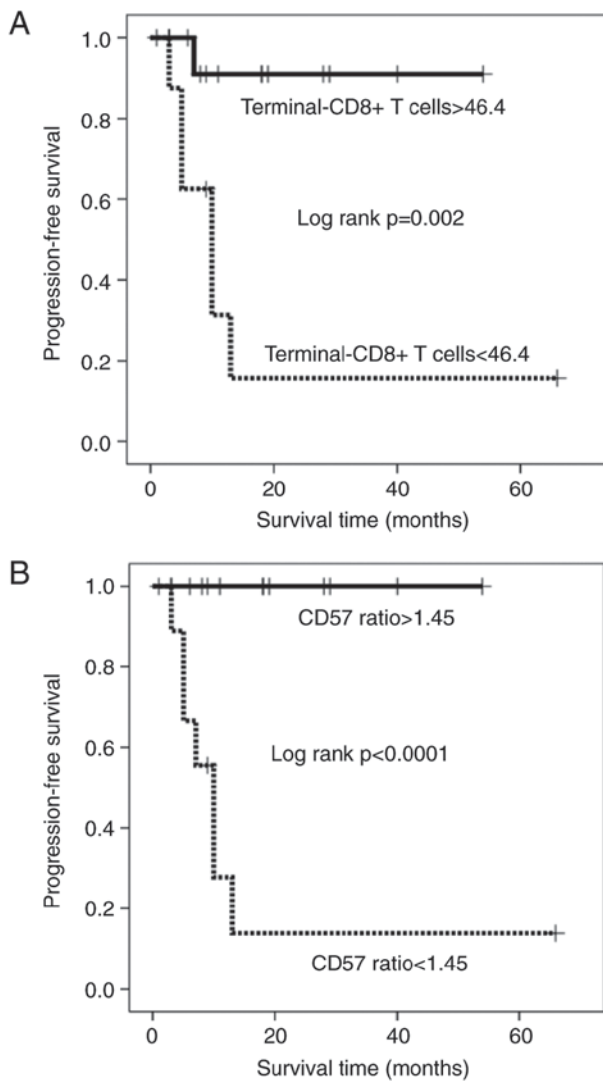 A
1.0
Terminal-CD8+ T cells>46.4
0.8
0.6
Log rank p=0.002
0.4
Terminal-CD8+ T cells<46.4
0.2
0.0
Progression-free survival
0 20 40 60
Survival time (months)
B
1.0
CD57 ratio>1.45
0.8
0.6
Log rank p<0.0001
0.4
0.2
CD57 ratio<1.45
0.0
Progression-free survival
0 20 40 60
Survival time (months)